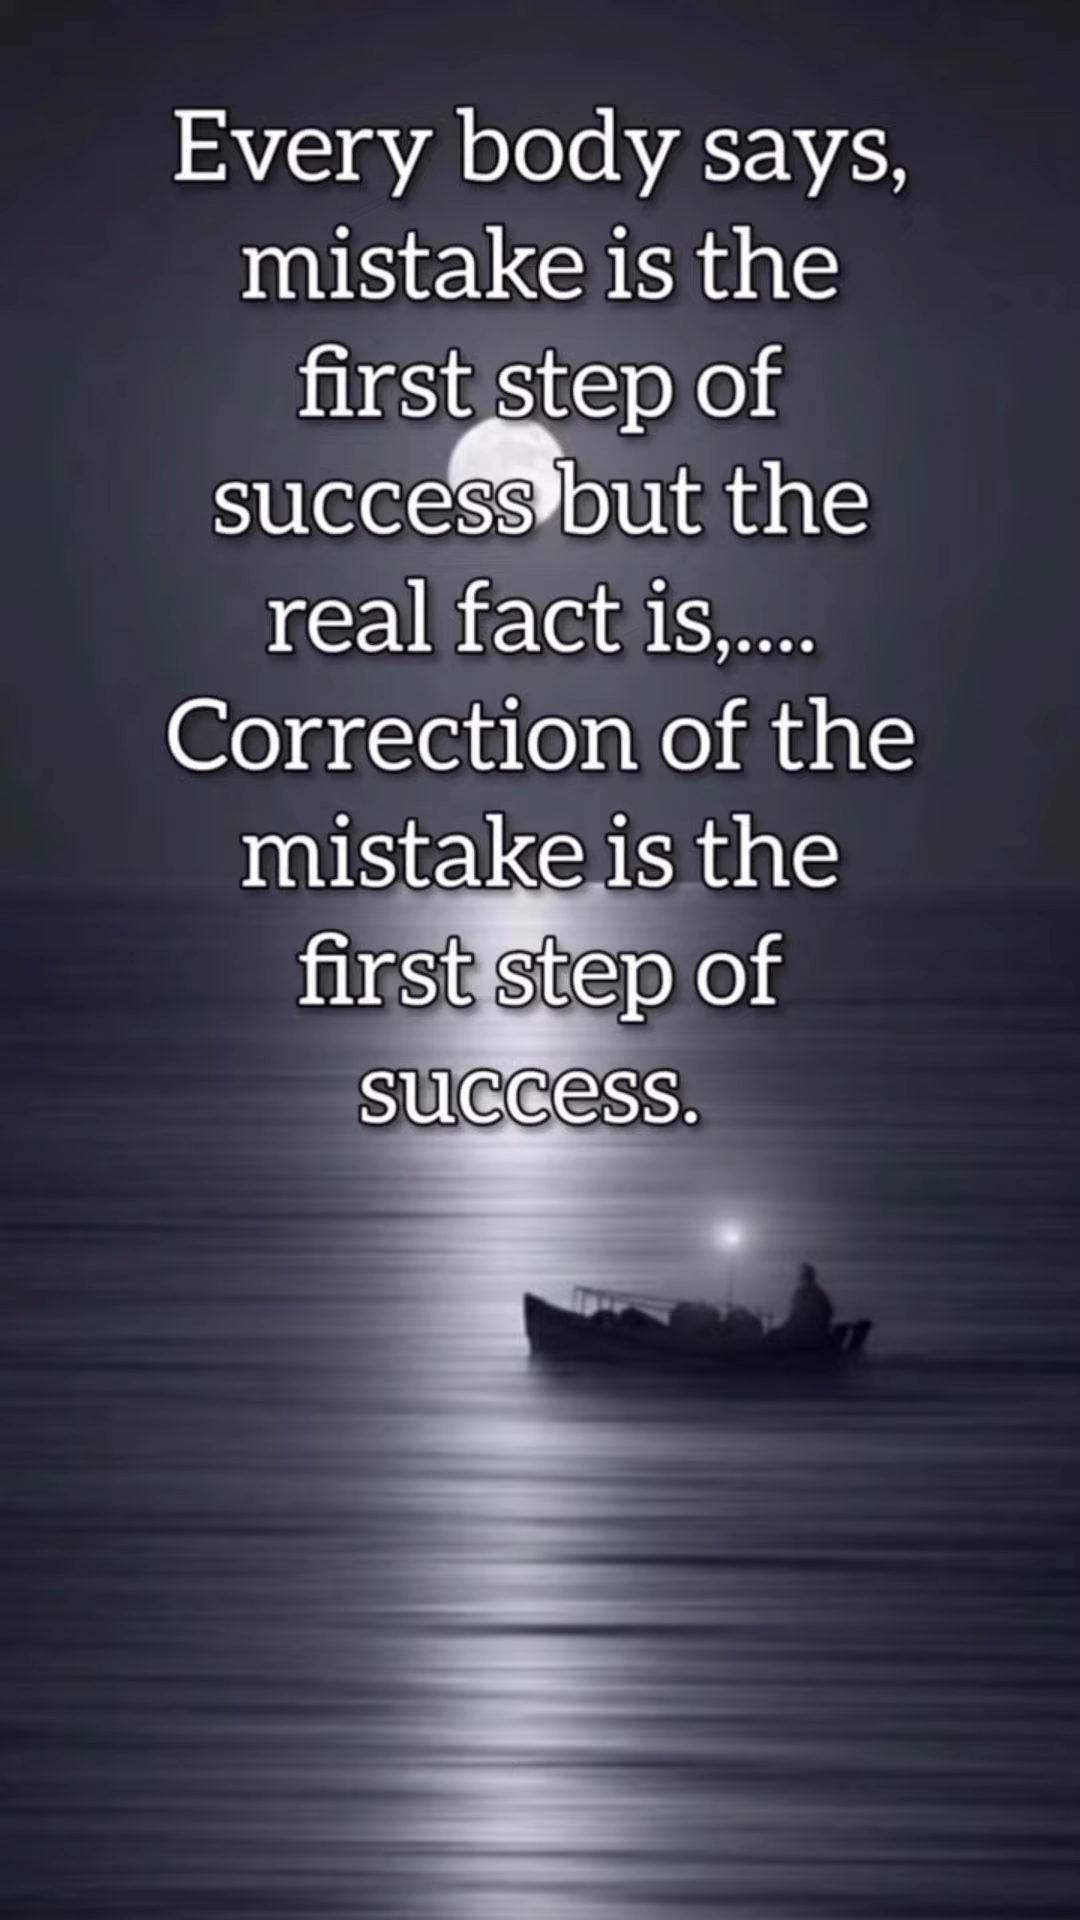 Every body says,
mistake is the
first step of
success but the
real fact is,....
Correction of the
mistake is the
first step of
success.